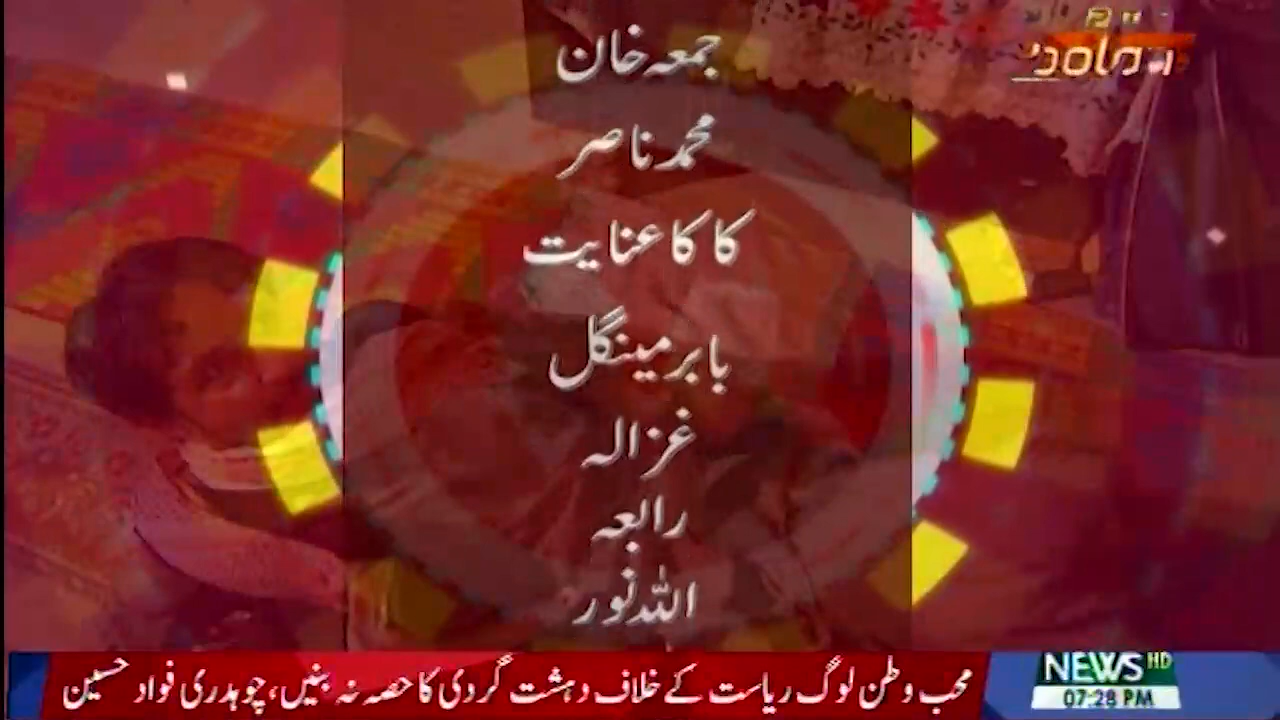 جمعہ خان
محمد ناصر
کاکا عنایت
بابر مینگل
غزالہ
رابعہ
اللہ نور
محب وطن لوگ ریاست کے خلاف دہشت گردی کا حصہ نہ بنیں، چوہدری فواد حسین
NEWS HD
07:28 PM